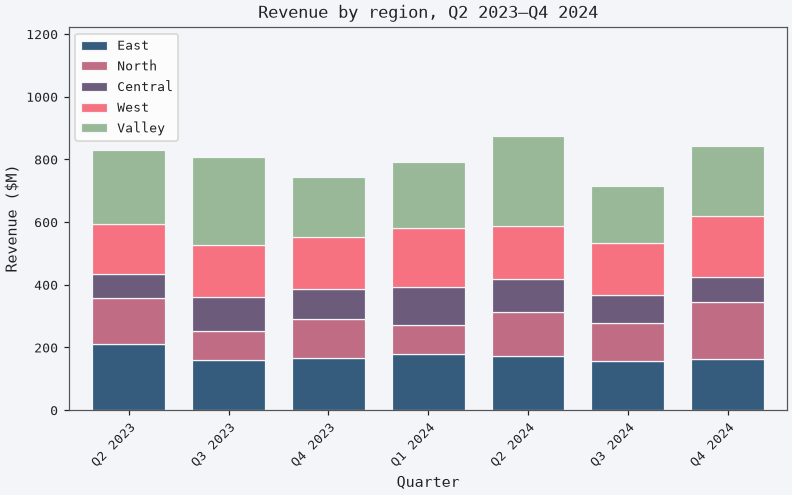 Revenue by region, Q2 2023–Q4 2024
1200
1000
800
600
400
200
0
Revenue ($M)
East
North
Central
West
Valley
Q2 2023
Q3 2023
Q4 2023
Q1 2024
Q2 2024
Q3 2024
Q4 2024
Quarter